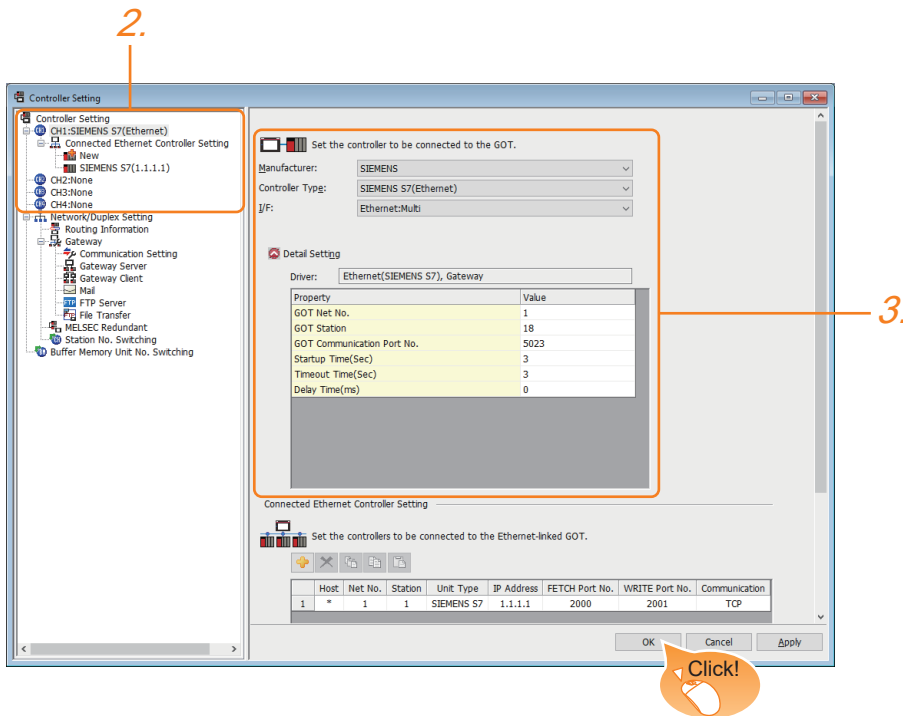 2.
Controller Setting
Controller Setting
CH1:SIEMENS S7(Ethernet)
Connected Ethernet Controller Setting
New
SIEMENS S7(1.1.1.1)
CH2:None
CH3:None
CH4:None
Network/Duplex Setting
Routing Information
Gateway
Communication Setting
Gateway Server
Gateway Client
Mail
FTP FTP Server
File Transfer
MELSEC Redundant
Station No. Switching
Buffer Memory Unit No. Switching
Set the controller to be connected to the GOT.
Manufacturer: SIEMENS
Controller Type: SIEMENS S7(Ethernet)
I/F: Ethernet:Multi
Detail Setting
Driver: Ethernet(SIEMENS S7), Gateway
Property Value
GOT Net No. 1
GOT Station 18
GOT Communication Port No. 5023
Startup Time(Sec) 3
Timeout Time(Sec) 3
Delay Time(ms) 0
3.
Connected Ethernet Controller Setting
Set the controllers to be connected to the Ethernet-linked GOT.
Host Net No. Station Unit Type IP Address FETCH Port No. WRITE Port No. Communication
1 * 1 1 SIEMENS S7 1.1.1.1 2000 2001 TCP
OK Cancel Apply
Click!